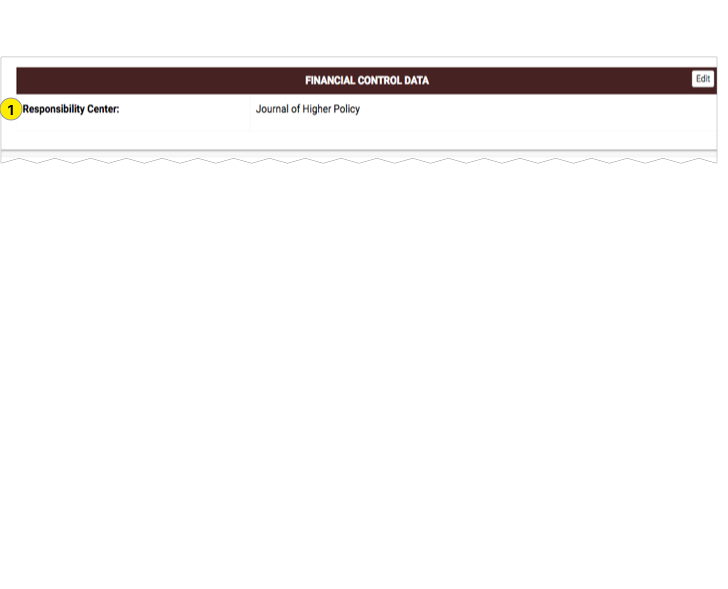 FINANCIAL CONTROL DATA
Edit
1
Responsibility Center:
Journal of Higher Policy